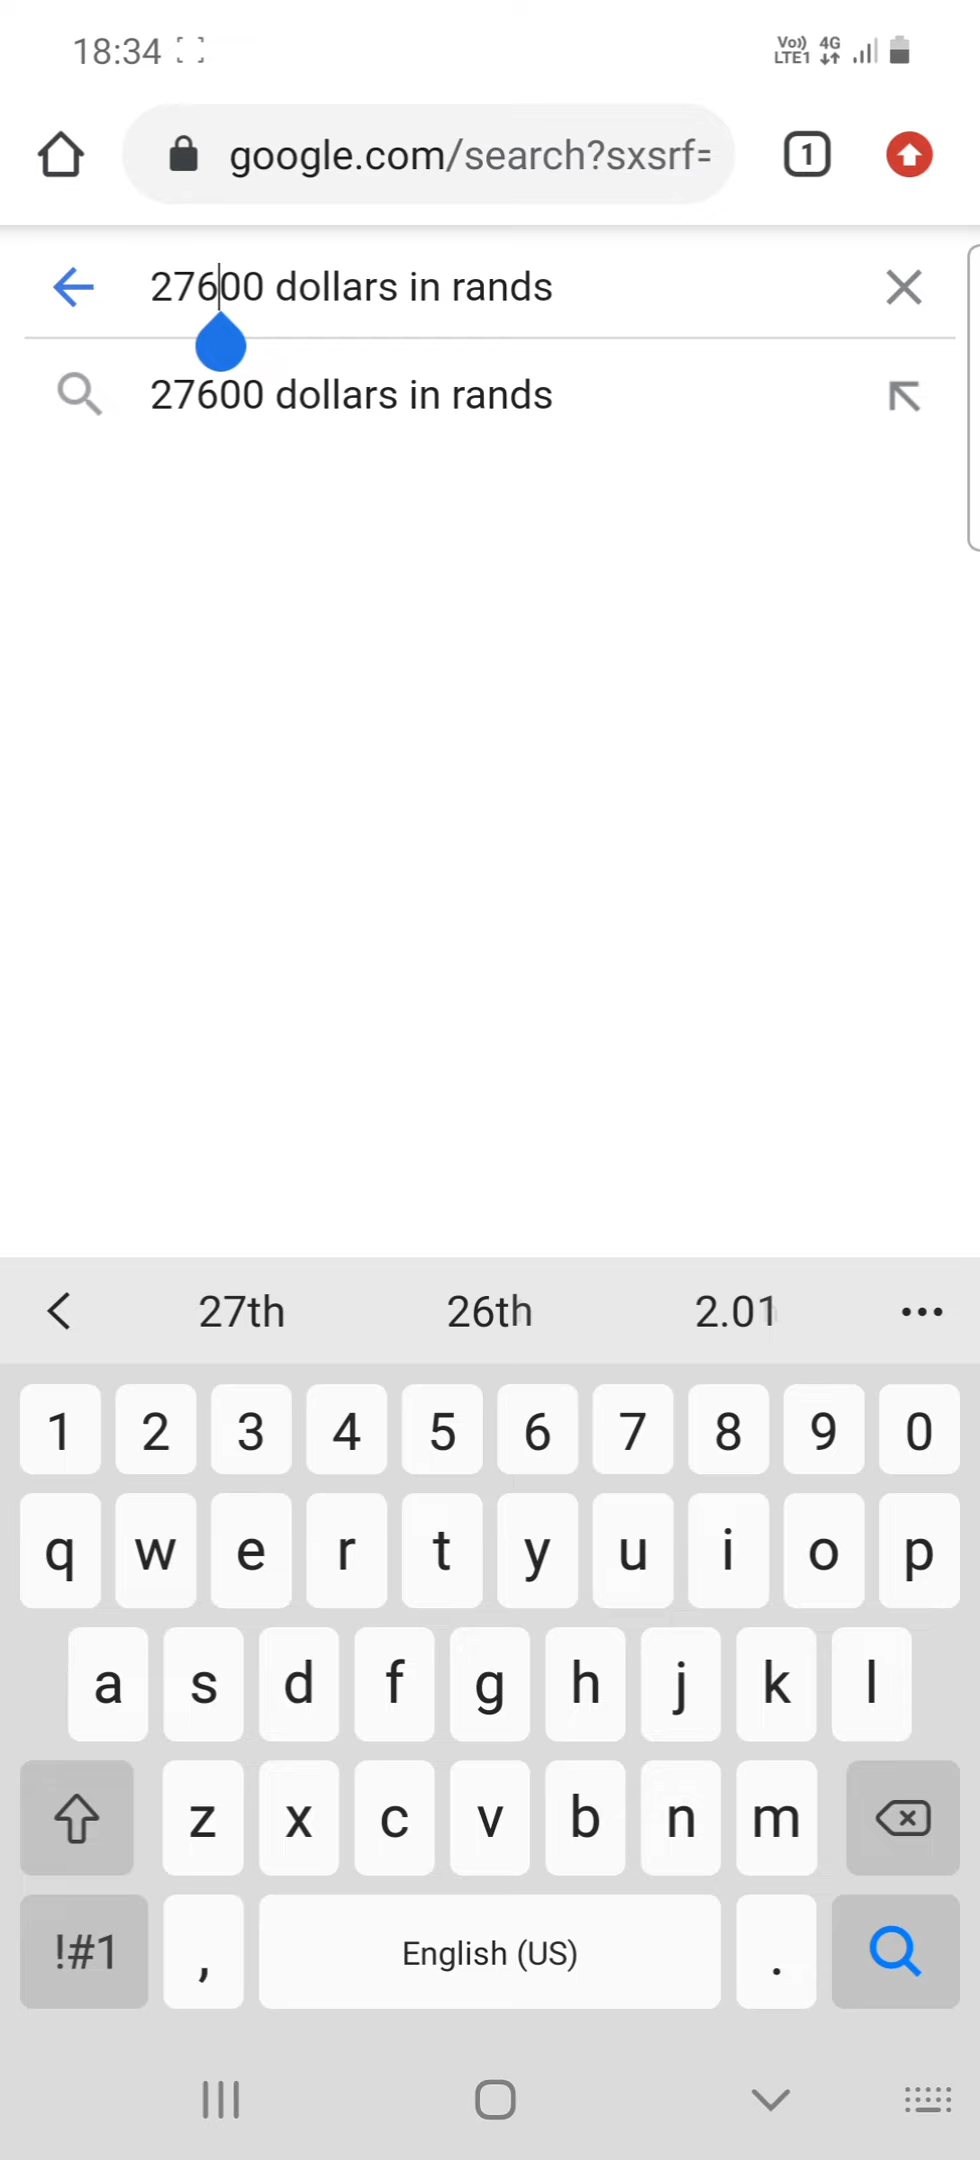 18:34 Vo)) 4G
LTE1
google.com/search?sxsrf= 1
27600 dollars in rands
27600 dollars in rands
27th 26th 2.01
1 2 3 4 5 6 7 8 9 0
q w e r t y u i o p
a s d f g h j k l
z x c v b n m
!#1 , English (US) .